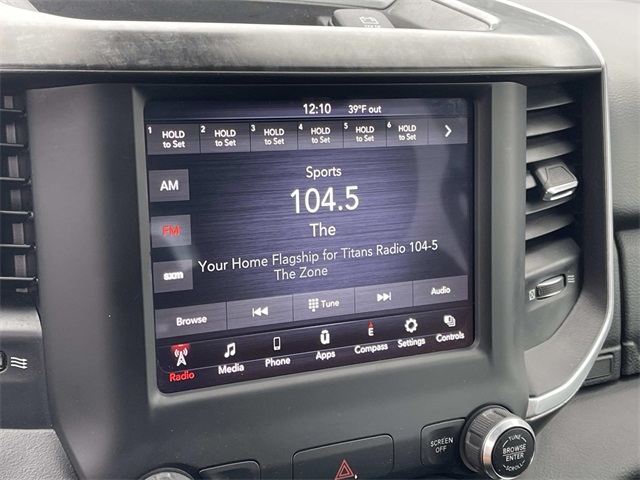 12:10 39°F out
1 HOLD to Set 2 HOLD to Set 3 HOLD to Set 4 HOLD to Set 5 HOLD to Set 6 HOLD to Set
AM
FM
sxm
Sports
104.5
The
Your Home Flagship for Titans Radio 104-5
The Zone
Browse Tune Audio
Radio Media Phone Apps E Compass Settings Controls
SCREEN
OFF
TUNE
BROWSE
ENTER
SCROLL